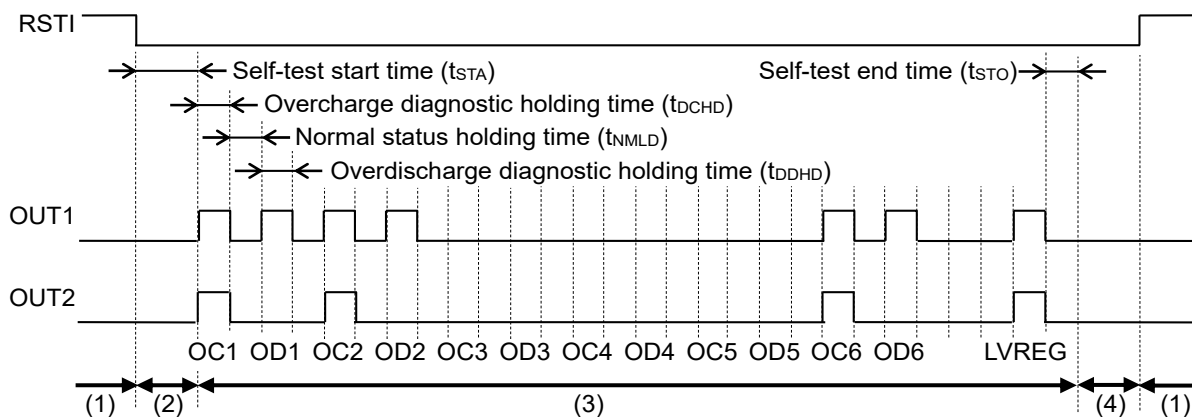 RSTI
Self-test start time (tSTA)
Self-test end time (tSTO)
Overcharge diagnostic holding time (tDCHD)
Normal status holding time (tNMLD)
Overdischarge diagnostic holding time (tDDHD)
OUT1
OUT2
OC1 OD1 OC2 OD2 OC3 OD3 OC4 OD4 OC5 OD5 OC6 OD6 LVREG
(1) (2) (3) (4) (1)